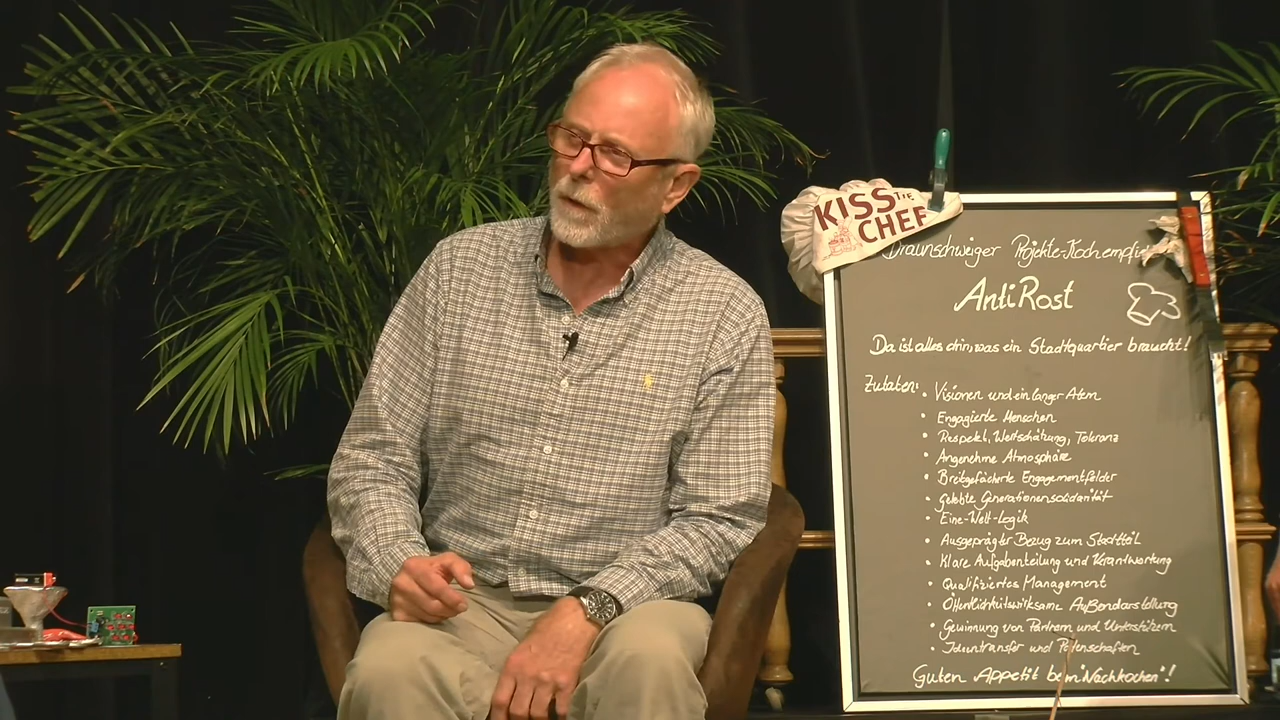 KISS THE
CHEF
Braunschweiger Projekte-Koch empfie
AntiRost
Da ist alles drin, was ein Stadtquartier braucht!
Zutaten:
• Visionen und ein langer Atem
• Engagierte Menschen
• Respekt, Wertschätzung, Toleranz
• Angenehme Atmosphäre
• Breitgefächerte Engagementfelder
• Gelebte Generationensolidarität
• Eine-Welt-Logik
• Ausgeprägter Bezug zum Stadtteil
• Klare Aufgabenteilung und Verantwortung
• Qualifiziertes Management
• Öffentlichkeitswirksame Außendarstellung
• Gewinnung von Partnern und Unterstützern
• Ideentransfer und Patenschaften
Guten Appetit beim "Nachkochen"!